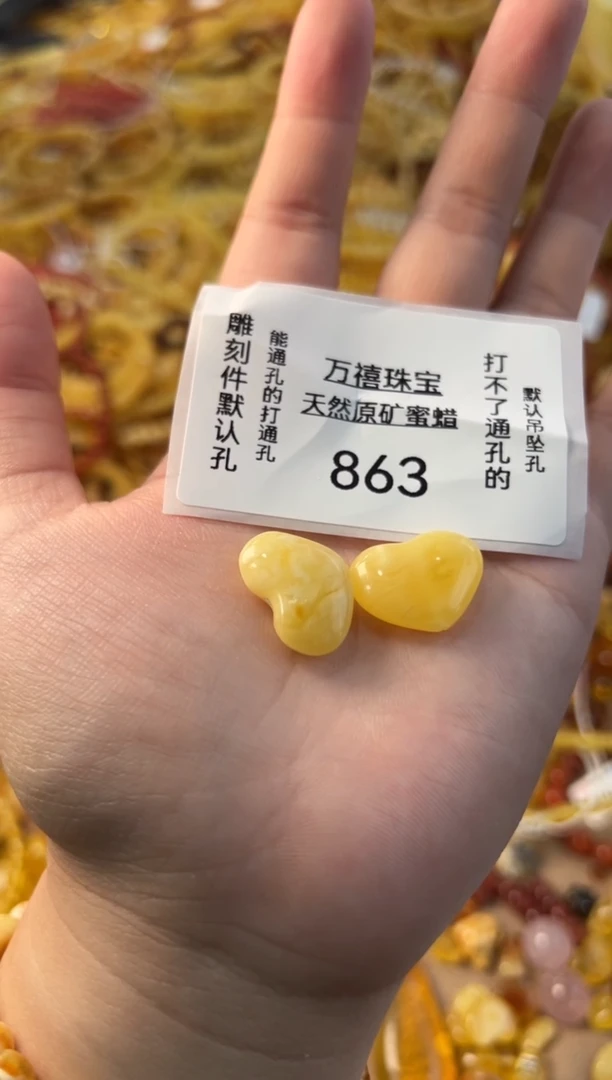 雕刻件默认孔
能通孔的打通孔
万禧珠宝
天然原矿蜜蜡
863
打不了通孔的
默认吊坠孔